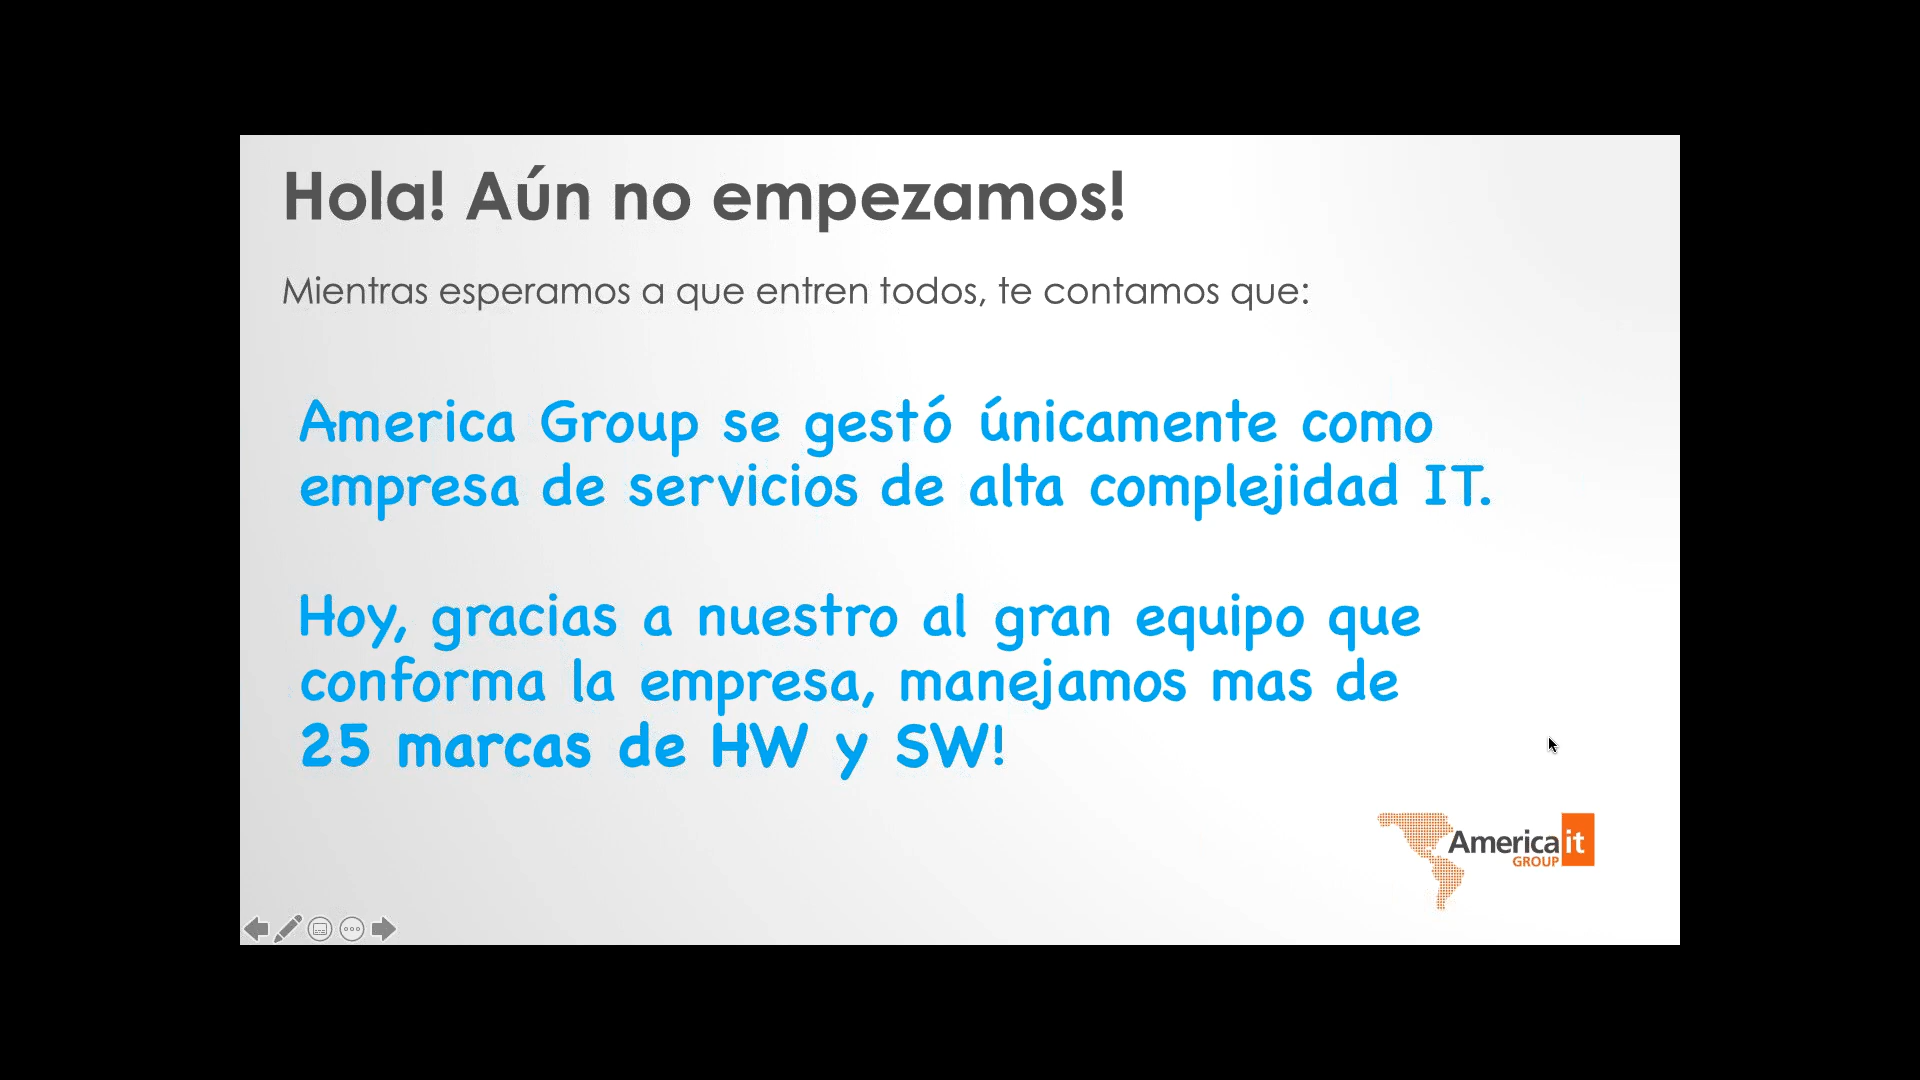 Hola! Aún no empezamos!
Mientras esperamos a que entren todos, te contamos que:
America Group se gestó únicamente como
empresa de servicios de alta complejidad IT.
Hoy, gracias a nuestro al gran equipo que
conforma la empresa, manejamos mas de
25 marcas de HW y SW!
America it
GROUP